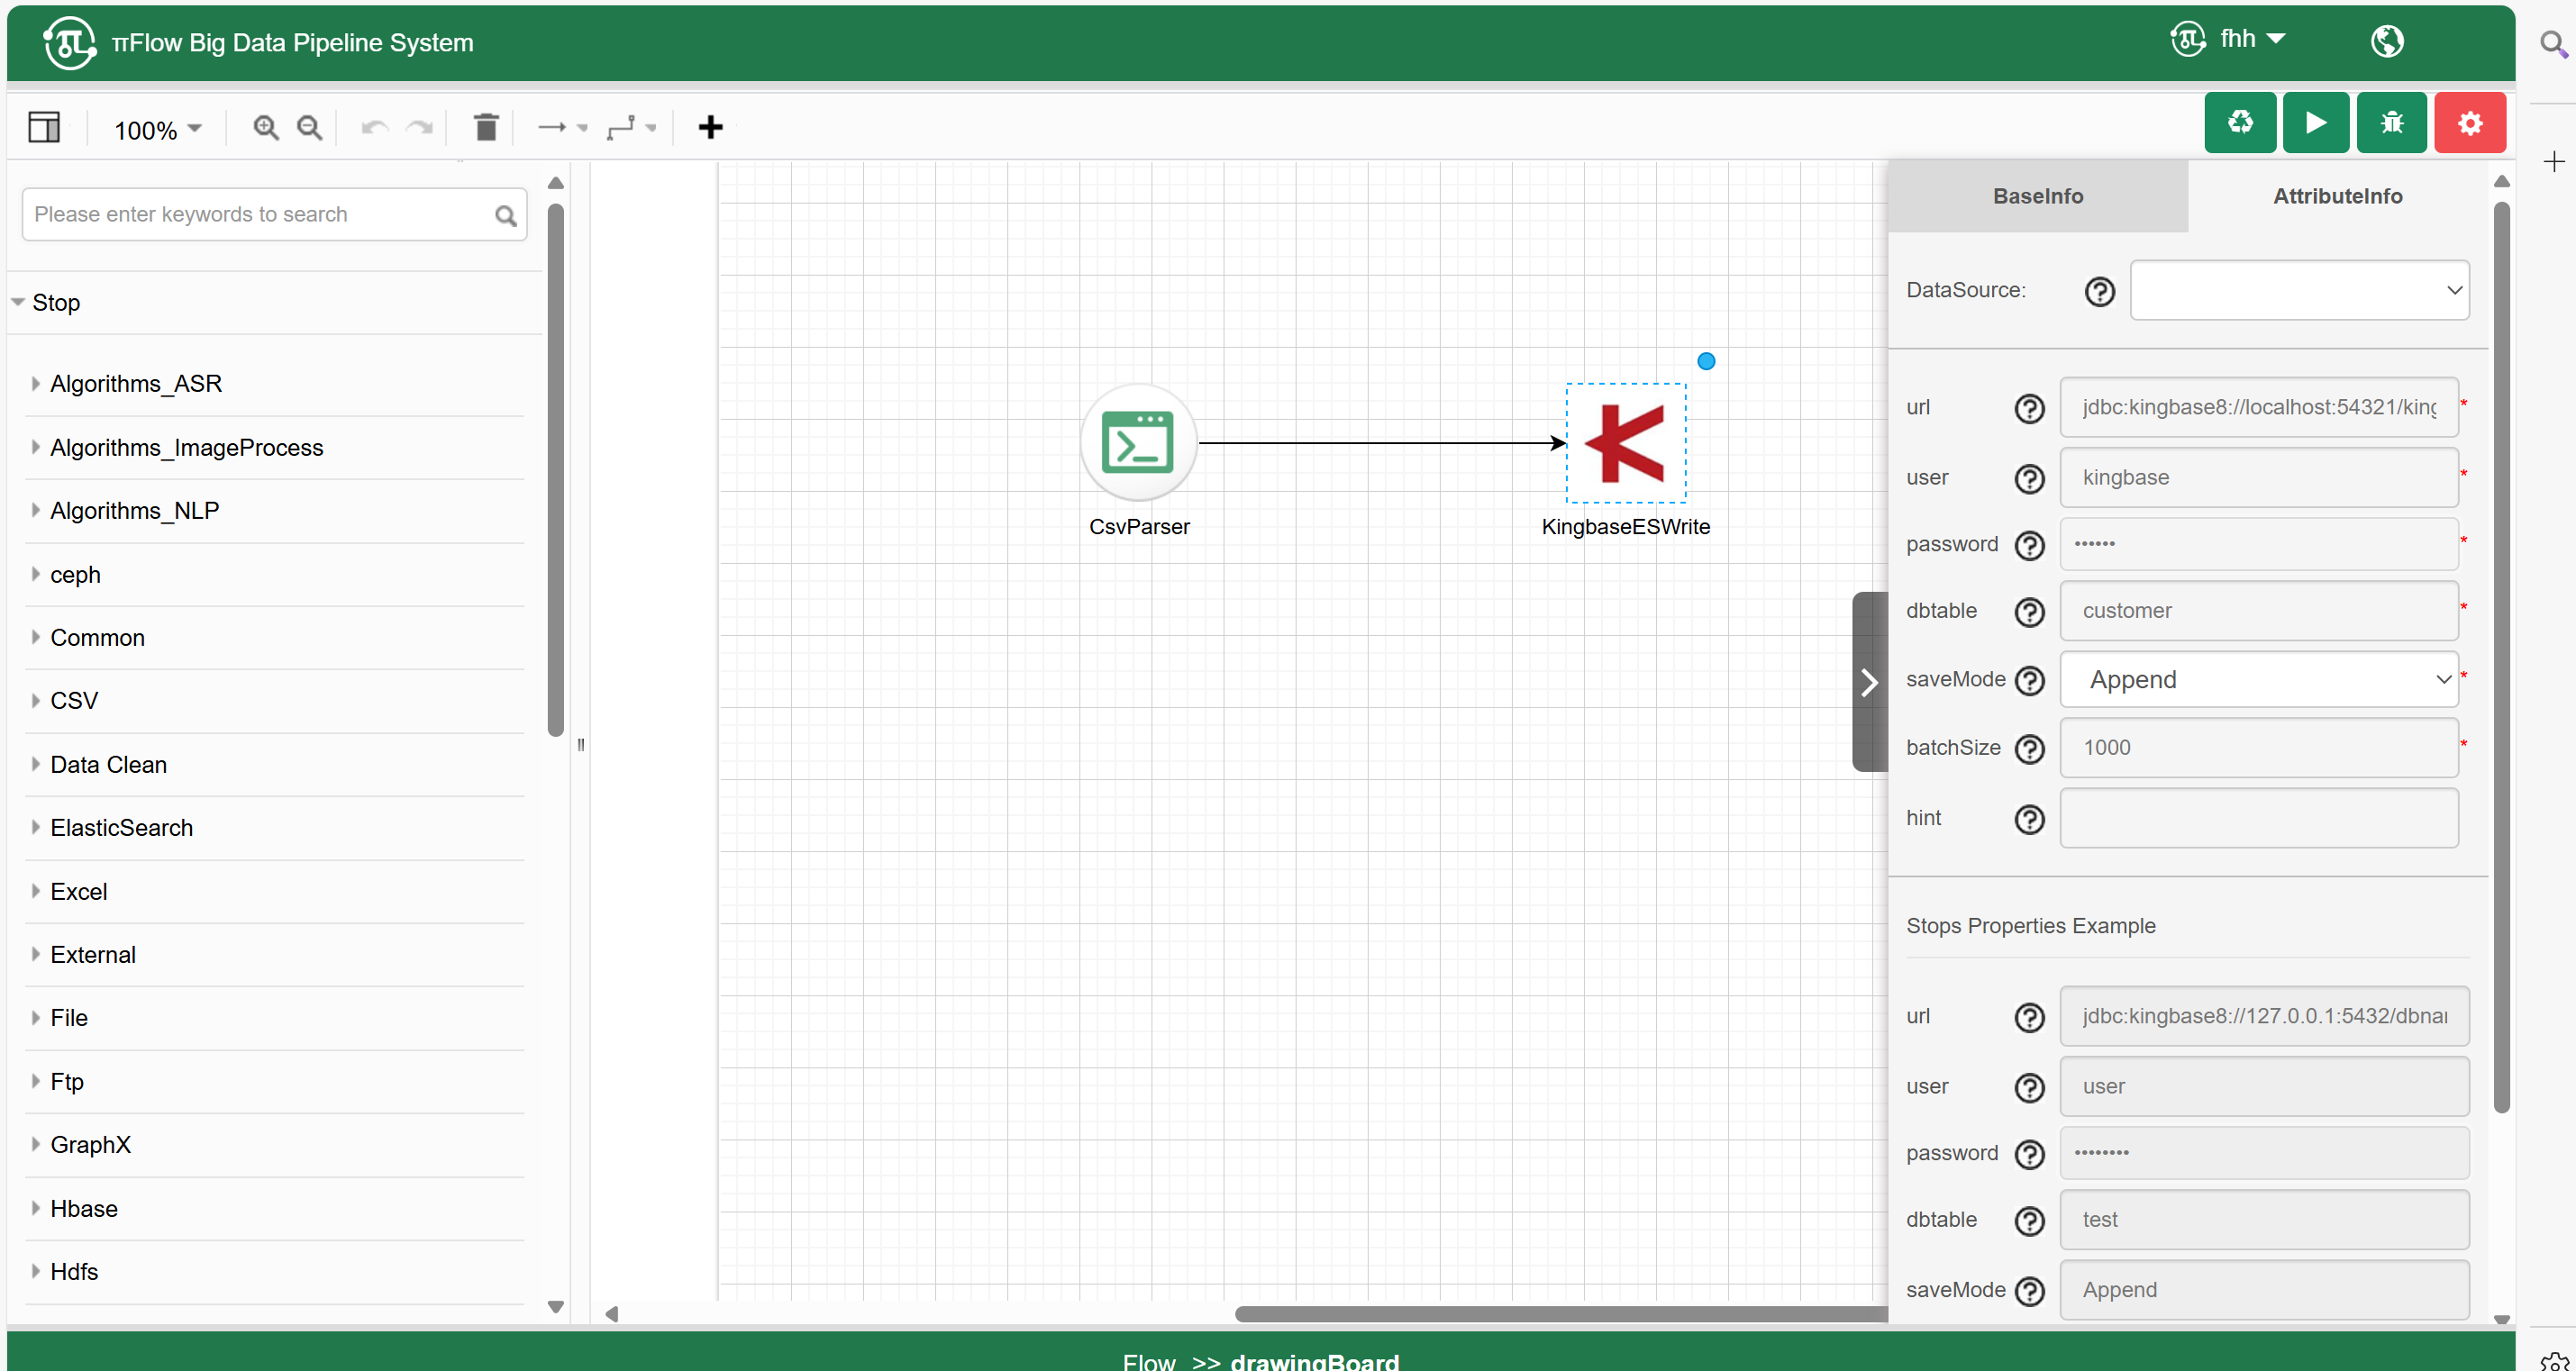 πFlow Big Data Pipeline System
fhh
100%
Please enter keywords to search
Stop
Algorithms_ASR
Algorithms_ImageProcess
Algorithms_NLP
ceph
Common
CSV
Data Clean
ElasticSearch
Excel
External
File
Ftp
GraphX
Hbase
Hdfs
CsvParser
KingbaseESWrite
BaseInfo
AttributeInfo
DataSource:
url
jdbc:kingbase8://localhost:54321/king
*
user
kingbase
*
password
••••••
*
dbtable
customer
*
saveMode
Append
*
batchSize
1000
*
hint
Stops Properties Example
url
jdbc:kingbase8://127.0.0.1:5432/dbnar
user
user
password
••••••••
dbtable
test
saveMode
Append
Flow >> drawingBoard